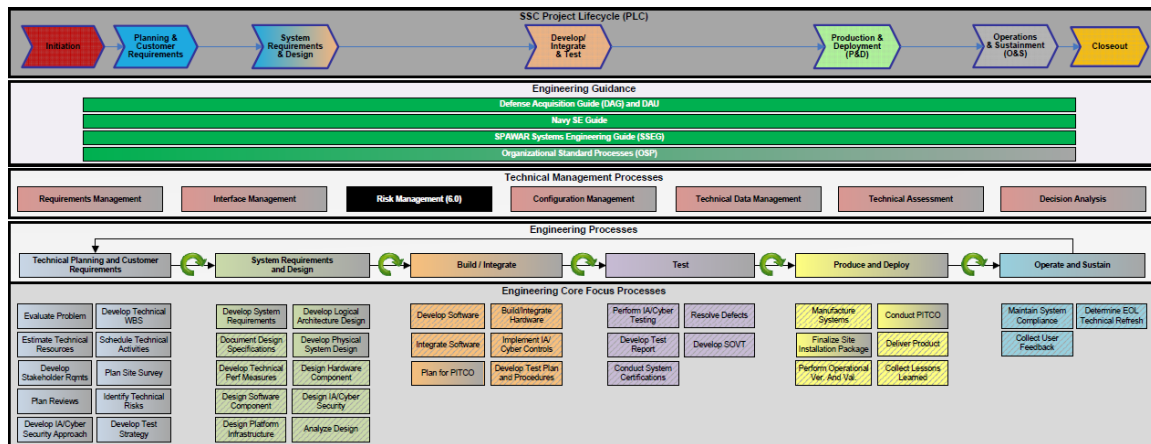 SSC Project Lifecycle (PLC)
Initiation
Planning &
Customer
Requirements
System
Requirements
& Design
Develop/
Integrate
& Test
Production &
Deployment
(P&D)
Operations
& Sustainment
(O&S)
Closeout
Engineering Guidance
Defense Acquisition Guide (DAG) and DAU
Navy SE Guide
SPAWAR Systems Engineering Guide (SSEG)
Organizational Standard Processes (OSP)
Technical Management Processes
Requirements Management
Interface Management
Risk Management (6.0)
Configuration Management
Technical Data Management
Technical Assessment
Decision Analysis
Engineering Processes
Technical Planning and Customer
Requirements
System Requirements
and Design
Build / Integrate
Test
Produce and Deploy
Operate and Sustain
Engineering Core Focus Processes
Evaluate Problem
Develop Technical
WBS
Estimate Technical
Resources
Schedule Technical
Activities
Develop
Stakeholder Rqmts
Plan Site Survey
Plan Reviews
Identify Technical
Risks
Develop IA/Cyber
Security Approach
Develop Test
Strategy
Develop System
Requirements
Develop Logical
Architecture Design
Document Design
Specifications
Develop Physical
System Design
Develop Technical
Perf Measures
Design Hardware
Component
Design Software
Component
Design IA/Cyber
Security
Design Platform
Infrastructure
Analyze Design
Develop Software
Build/Integrate
Hardware
Integrate Software
Implement IA/
Cyber Controls
Plan for PITCO
Develop Test Plan
and Procedures
Perform IA/Cyber
Testing
Resolve Defects
Develop Test
Report
Develop SOVT
Conduct System
Certifications
Manufacture
Systems
Conduct PITCO
Finalize Site
Installation Package
Deliver Product
Perform Operational
Ver. And Val.
Collect Lessons
Learned
Maintain System
Compliance
Determine EOL
Technical Refresh
Collect User
Feedback